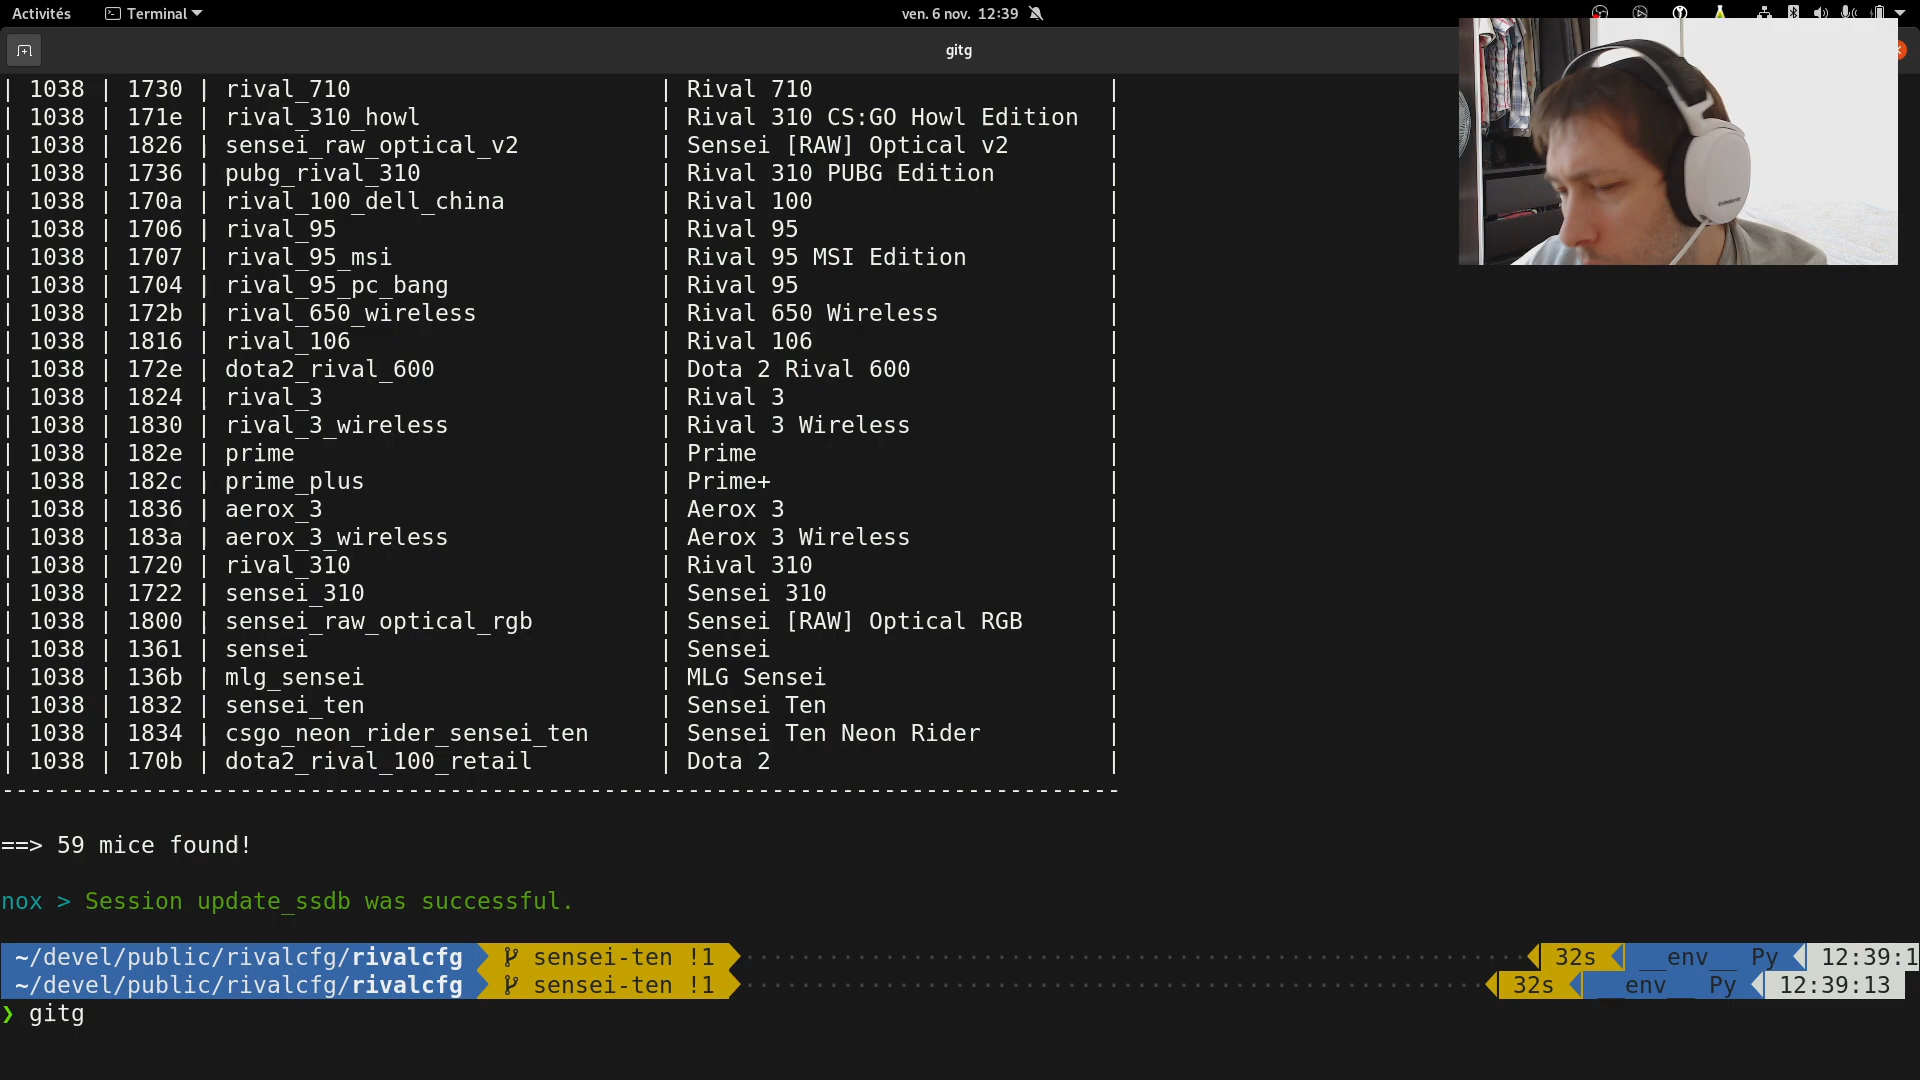 Activités Terminal ven. 6 nov. 12:39
gitg
| 1038 | 1730 | rival_710 | Rival 710 |
| 1038 | 171e | rival_310_howl | Rival 310 CS:GO Howl Edition |
| 1038 | 1826 | sensei_raw_optical_v2 | Sensei [RAW] Optical v2 |
| 1038 | 1736 | pubg_rival_310 | Rival 310 PUBG Edition |
| 1038 | 170a | rival_100_dell_china | Rival 100 |
| 1038 | 1706 | rival_95 | Rival 95 |
| 1038 | 1707 | rival_95_msi | Rival 95 MSI Edition |
| 1038 | 1704 | rival_95_pc_bang | Rival 95 |
| 1038 | 172b | rival_650_wireless | Rival 650 Wireless |
| 1038 | 1816 | rival_106 | Rival 106 |
| 1038 | 172e | dota2_rival_600 | Dota 2 Rival 600 |
| 1038 | 1824 | rival_3 | Rival 3 |
| 1038 | 1830 | rival_3_wireless | Rival 3 Wireless |
| 1038 | 182e | prime | Prime |
| 1038 | 182c | prime_plus | Prime+ |
| 1038 | 1836 | aerox_3 | Aerox 3 |
| 1038 | 183a | aerox_3_wireless | Aerox 3 Wireless |
| 1038 | 1720 | rival_310 | Rival 310 |
| 1038 | 1722 | sensei_310 | Sensei 310 |
| 1038 | 1800 | sensei_raw_optical_rgb | Sensei [RAW] Optical RGB |
| 1038 | 1361 | sensei | Sensei |
| 1038 | 136b | mlg_sensei | MLG Sensei |
| 1038 | 1832 | sensei_ten | Sensei Ten |
| 1038 | 1834 | csgo_neon_rider_sensei_ten | Sensei Ten Neon Rider |
| 1038 | 170b | dota2_rival_100_retail | Dota 2 |
--------------------------------------------------------------------------------
==> 59 mice found!
nox > Session update_ssdb was successful.
~/devel/public/rivalcfg/rivalcfg sensei-ten !1 32s __env__ Py 12:39:1
~/devel/public/rivalcfg/rivalcfg sensei-ten !1 32s __env__ Py 12:39:13
❯ gitg